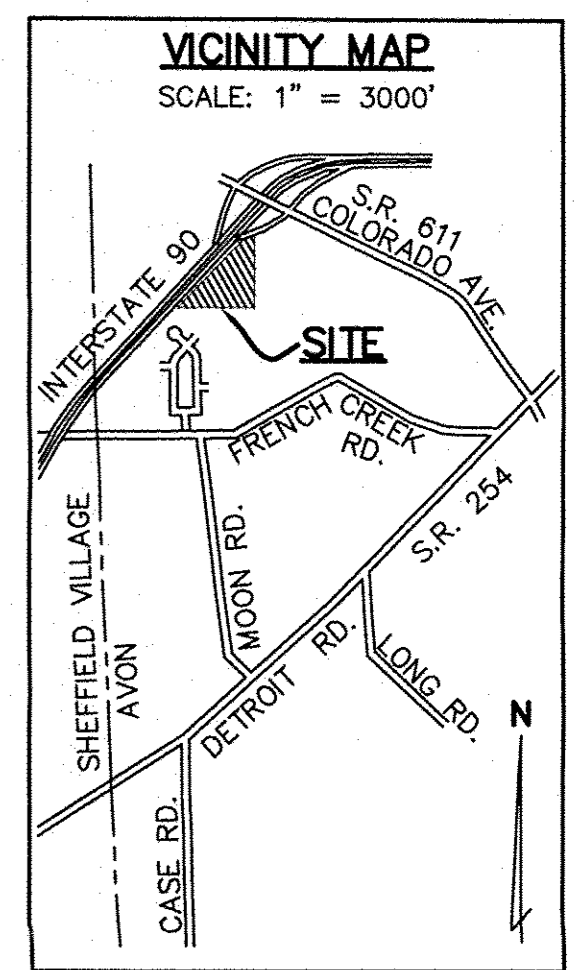 VICINITY MAP
SCALE: 1" = 3000'
INTERSTATE 90
S.R. 611
COLORADO AVE.
SITE
FRENCH CREEK
RD.
S.R. 254
MOON RD.
SHEFFIELD VILLAGE
AVON
DETROIT RD.
LONG RD.
N
CASE RD.